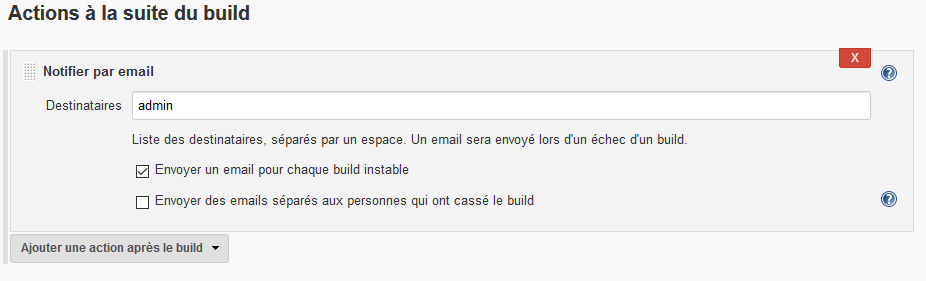 Actions à la suite du build
X
Notifier par email
?
Destinataires admin
Liste des destinataires, séparés par un espace. Un email sera envoyé lors d'un échec d'un build.
Envoyer un email pour chaque build instable
Envoyer des emails séparés aux personnes qui ont cassé le build
?
Ajouter une action après le build